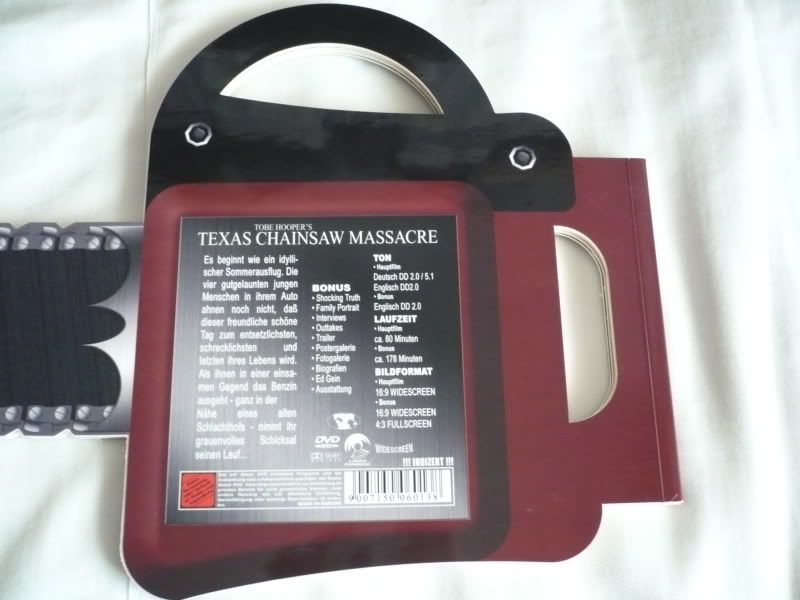 TOBE HOOPER'S
TEXAS CHAINSAW MASSACRE
Es beginnt wie ein idylli-
scher Sommerausflug. Die
vier gutgelaunten jungen
Menschen in ihrem Auto
ahnen noch nicht, daß
dieser freundliche schöne
Tag zum entsetzlichsten,
schrecklichsten und
letzten ihres Lebens wird.
Als ihnen in einer einsa-
men Gegend das Benzin
ausgeht - ganz in der
Nähe eines alten
Schlachthofs - nimmt ihr
grauenvolles Schicksal
seinen Lauf...
BONUS
• Shocking Truth
• Family Portrait
• Interviews
• Outtakes
• Trailer
• Postergalerie
• Fotogalerie
• Biografien
• Ed Gein
• Ausstattung
TON
• Hauptfilm
Deutsch DD 2.0 / 5.1
Englisch DD2.0
• Bonus
Englisch DD 2.0
LAUFZEIT
• Hauptfilm
ca. 80 Minuten
• Bonus
ca. 178 Minuten
BILDFORMAT
• Hauptfilm
16:9 WIDESCREEN
• Bonus
16:9 WIDESCREEN
4:3 FULLSCREEN
DVD
WIDESCREEN
!!! INDIZIERT !!!
9007150060138